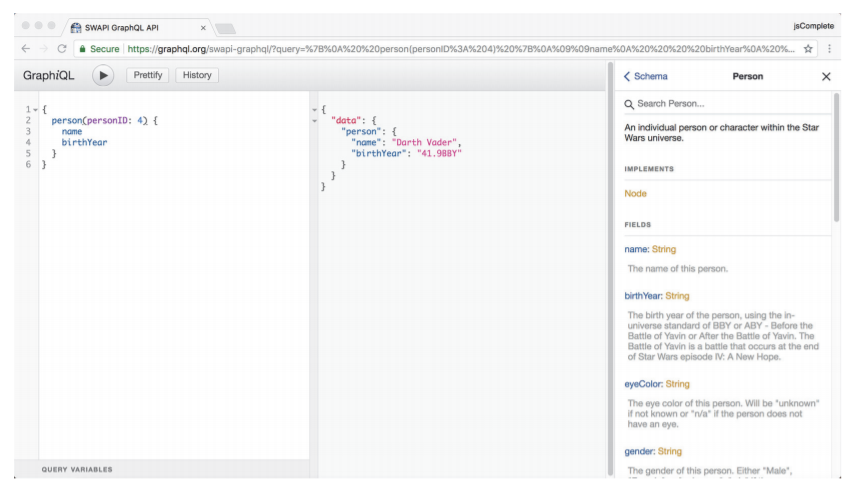 SWAPI GraphQL API
jsComplete
Secure https://graphql.org/swapi-graphql/?query=%7B%0A%20%20person(personID%3A%204)%20%7B%0A%09%09name%0A%20%20%20%20birthYear%0A%20%...
GraphiQL Prettify History
1 {
2 person(personID: 4) {
3 name
4 birthYear
5 }
6 }
QUERY VARIABLES
{
"data": {
"person": {
"name": "Darth Vader",
"birthYear": "41.9BBY"
}
}
}
Schema Person
Search Person...
An individual person or character within the Star
Wars universe.
IMPLEMENTS
Node
FIELDS
name: String
The name of this person.
birthYear: String
The birth year of the person, using the in-
universe standard of BBY or ABY - Before the
Battle of Yavin or After the Battle of Yavin. The
Battle of Yavin is a battle that occurs at the end
of Star Wars episode IV: A New Hope.
eyeColor: String
The eye color of this person. Will be "unknown"
if not known or "n/a" if the person does not
have an eye.
gender: String
The gender of this person. Either "Male",